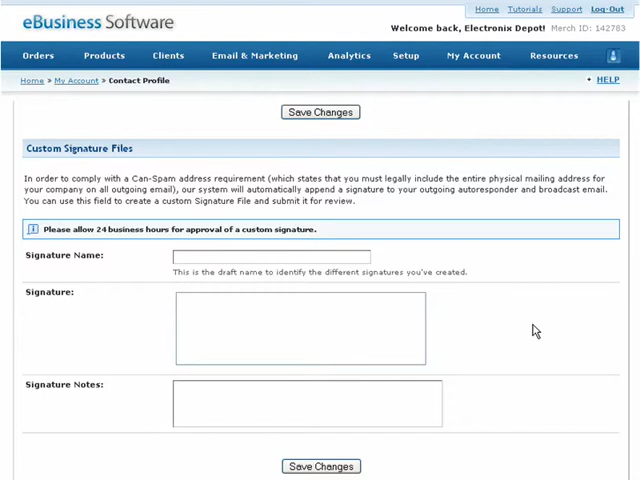 Home Tutorials Support Log-Out
eBusiness Software
Welcome back, Electronix Depot! Merch ID: 142783
Orders Products Clients Email & Marketing Analytics Setup My Account Resources
Home » My Account » Contact Profile
+ HELP
Save Changes
Custom Signature Files
In order to comply with a Can-Spam address requirement (which states that you must legally include the entire physical mailing address for
your company on all outgoing email), our system will automatically append a signature to your outgoing autoresponder and broadcast email.
You can use this field to create a custom Signature File and submit it for review.
Please allow 24 business hours for approval of a custom signature.
Signature Name:
This is the draft name to identify the different signatures you've created.
Signature:
Signature Notes:
Save Changes